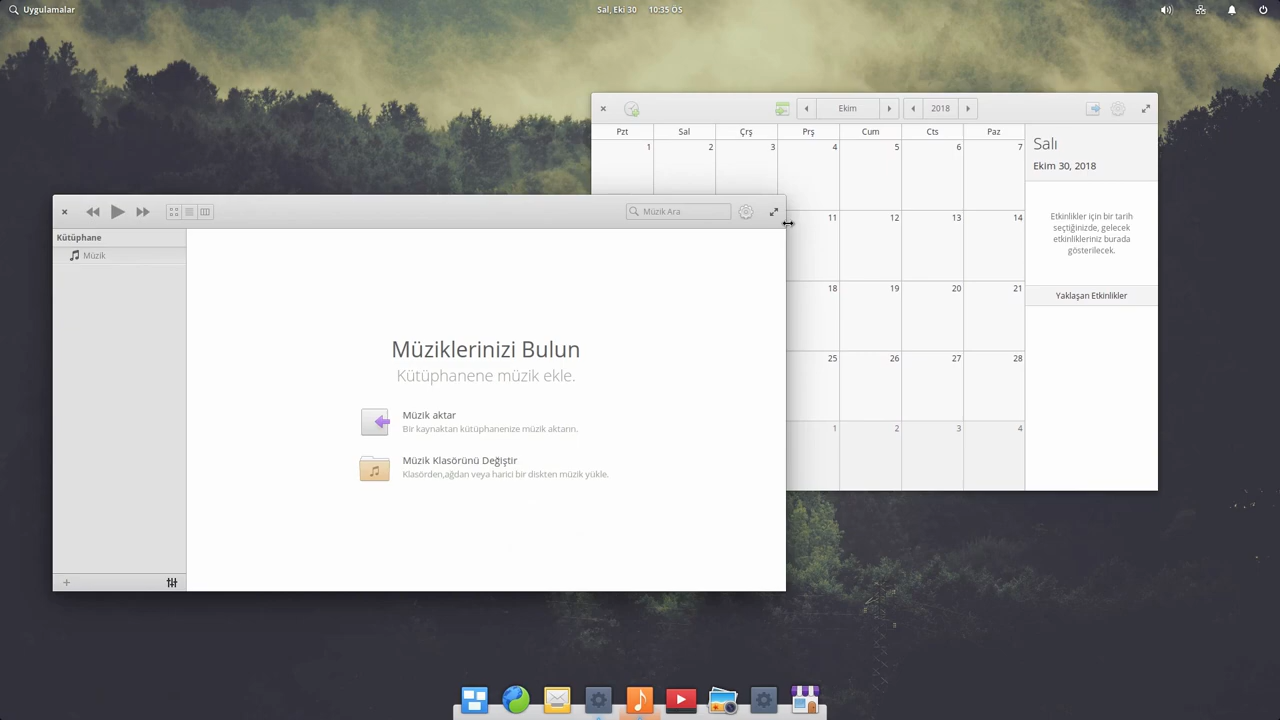 Uygulamalar
Sal, Eki 30 10:35 ÖS
Ekim
2018
Pzt Sal Çrş Prş Cum Cts Paz
1 2 3 4 5 6 7
Salı
Ekim 30, 2018
Etkinlikler için bir tarih
seçtiğinizde, gelecek
etkinlikleriniz burada
gösterilecek.
Yaklaşan Etkinlikler
11 12 13 14
18 19 20 21
25 26 27 28
1 2 3 4
Müzik Ara
Kütüphane
Müzik
Müziklerinizi Bulun
Kütüphanene müzik ekle.
Müzik aktar
Bir kaynaktan kütüphanenize müzik aktarın.
Müzik Klasörünü Değiştir
Klasörden,ağdan veya harici bir diskten müzik yükle.